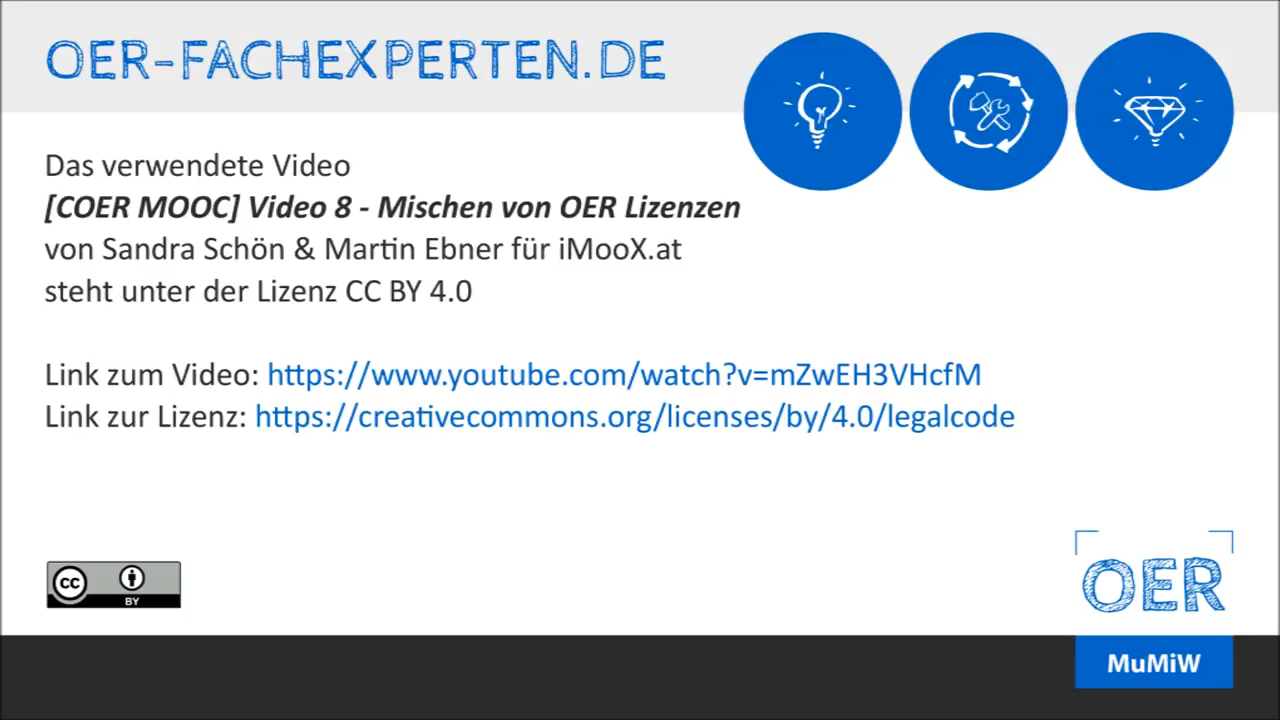 OER-FACHEXPERTEN.DE
Das verwendete Video
[COER MOOC] Video 8 - Mischen von OER Lizenzen
von Sandra Schön & Martin Ebner für iMooX.at
steht unter der Lizenz CC BY 4.0
Link zum Video: https://www.youtube.com/watch?v=mZwEH3VHcfM
Link zur Lizenz: https://creativecommons.org/licenses/by/4.0/legalcode
cc
BY
OER
MuMiW